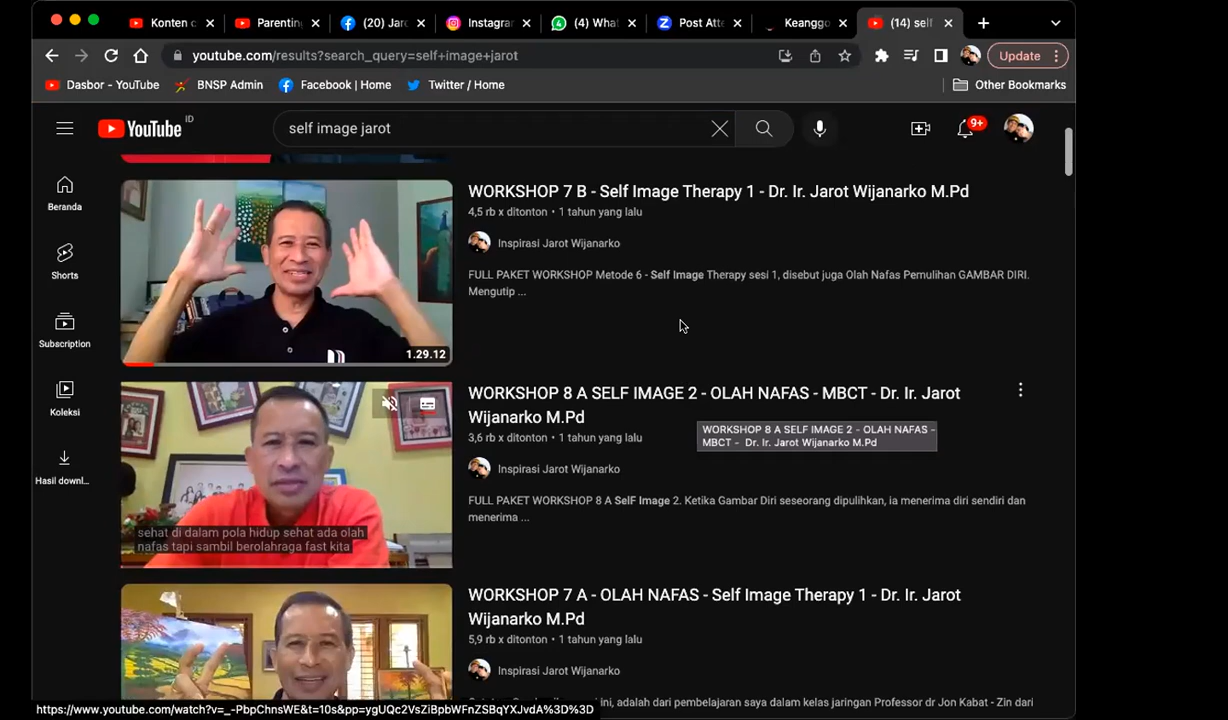 Konten c
Parenting
(20) Jaro
Instagrar
(4) What
Post Atte
Keanggo
(14) self
youtube.com/results?search_query=self+image+jarot
Update
Dasbor - YouTube
BNSP Admin
Facebook | Home
Twitter / Home
Other Bookmarks
YouTube ID
self image jarot
9+
Beranda
Shorts
Subscription
Koleksi
Hasil downl...
WORKSHOP 7 B - Self Image Therapy 1 - Dr. Ir. Jarot Wijanarko M.Pd
4,5 rb x ditonton • 1 tahun yang lalu
Inspirasi Jarot Wijanarko
FULL PAKET WORKSHOP Metode 6 - Self Image Therapy sesi 1, disebut juga Olah Nafas Pemulihan GAMBAR DIRI.
Mengutip ...
1.29.12
WORKSHOP 8 A SELF IMAGE 2 - OLAH NAFAS - MBCT - Dr. Ir. Jarot
Wijanarko M.Pd
3,6 rb x ditonton • 1 tahun yang lalu
WORKSHOP 8 A SELF IMAGE 2 - OLAH NAFAS -
MBCT - Dr. Ir. Jarot Wijanarko M.Pd
Inspirasi Jarot Wijanarko
FULL PAKET WORKSHOP 8 A SelF Image 2. Ketika Gambar Diri seseorang dipulihkan, ia menerima diri sendiri dan
menerima ...
sehat di dalam pola hidup sehat ada olah
nafas tapi sambil berolahraga fast kita
WORKSHOP 7 A - OLAH NAFAS - Self Image Therapy 1 - Dr. Ir. Jarot
Wijanarko M.Pd
5,9 rb x ditonton • 1 tahun yang lalu
Inspirasi Jarot Wijanarko
ini, adalah dari pembelajaran saya dalam kelas jaringan Professor dr Jon Kabat - Zin dari
https://www.youtube.com/watch?v=_-PbpChnsWE&t=10s&pp=ygUQc2VsZiBpbWFnZSBqYXJvdA%3D%3D